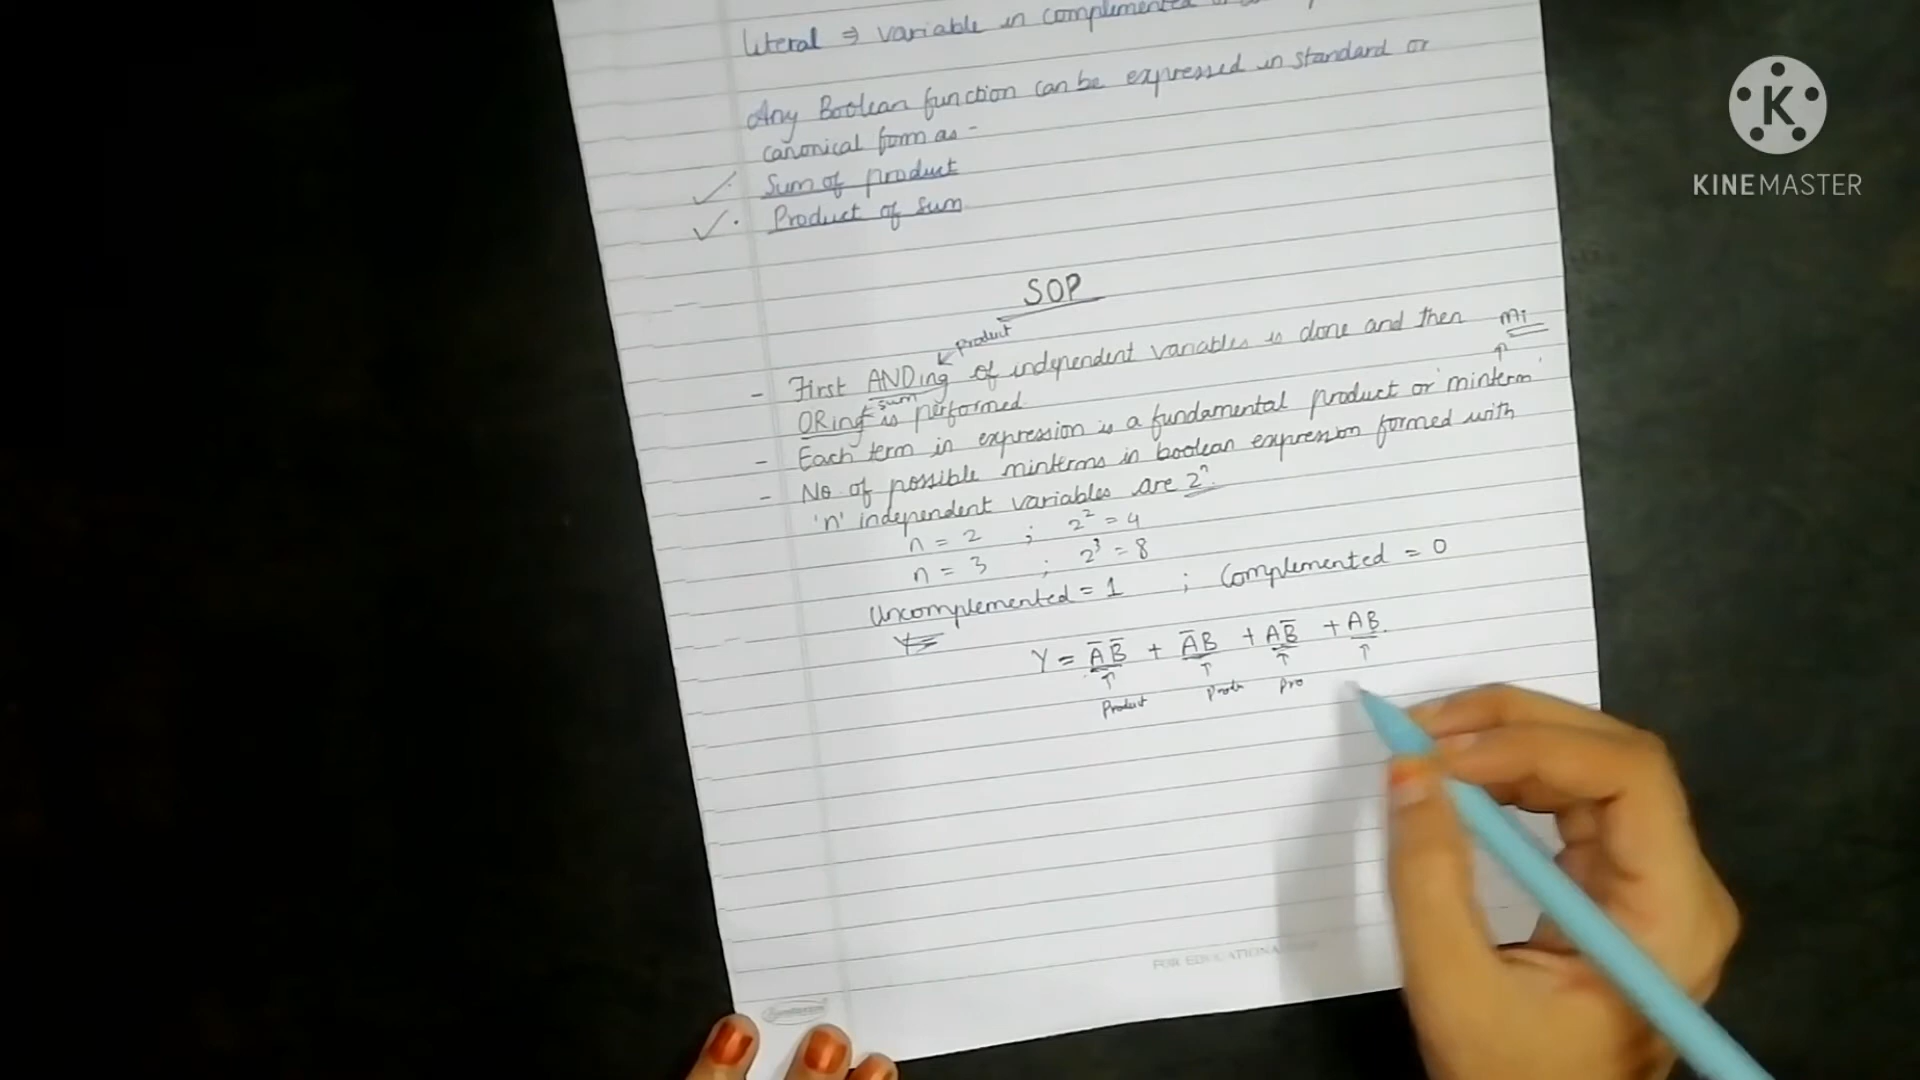 literal ⇒ variable in complemented
Any Boolean function can be expressed in standard or
canonical form as -
✓ · Sum of product
✓ · Product of sum
SOP
product
- First ANDing of independent variables is done and then
sum
ORing is performed
mi
- Each term in expression is a fundamental product or 'minterm'.
- No. of possible minterms in boolean expression formed with
'n' independent variables are 2ⁿ.
n = 2 ; 2² = 4
n = 3 ; 2³ = 8
Uncomplemented = 1 ; Complemented = 0
Y = A̅B̅ + A̅B + AB̅ + AB.
Product Prod Pro
FOR EDUCATIONA
K
KINEMASTER